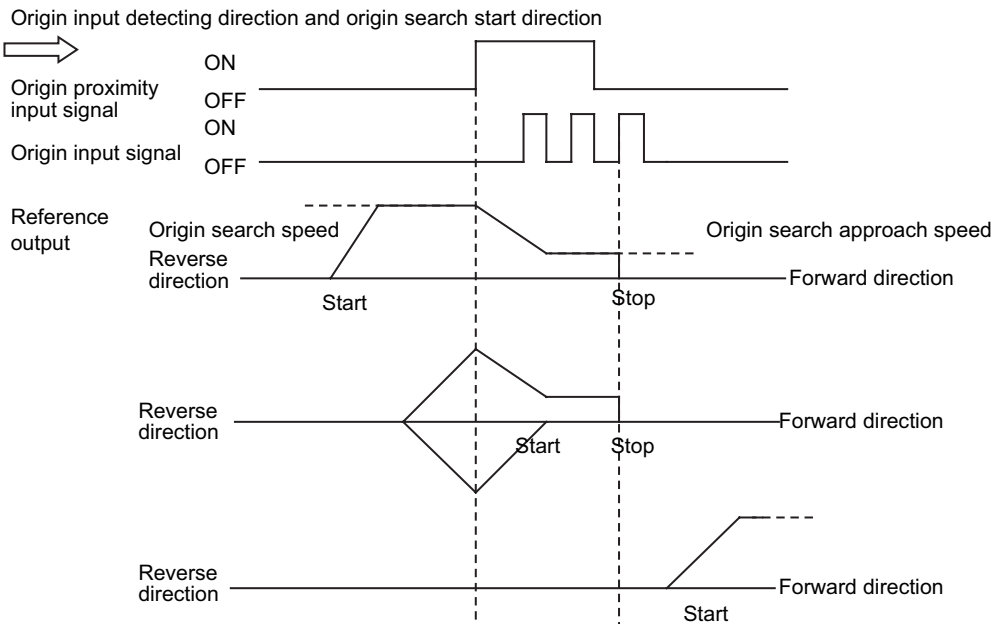 Origin input detecting direction and origin search start direction
ON
Origin proximity
input signal
OFF
ON
Origin input signal
OFF
Reference
output
Origin search speed
Origin search approach speed
Reverse
direction
Forward direction
Start
Stop
Reverse
direction
Forward direction
Start
Stop
Reverse
direction
Forward direction
Start